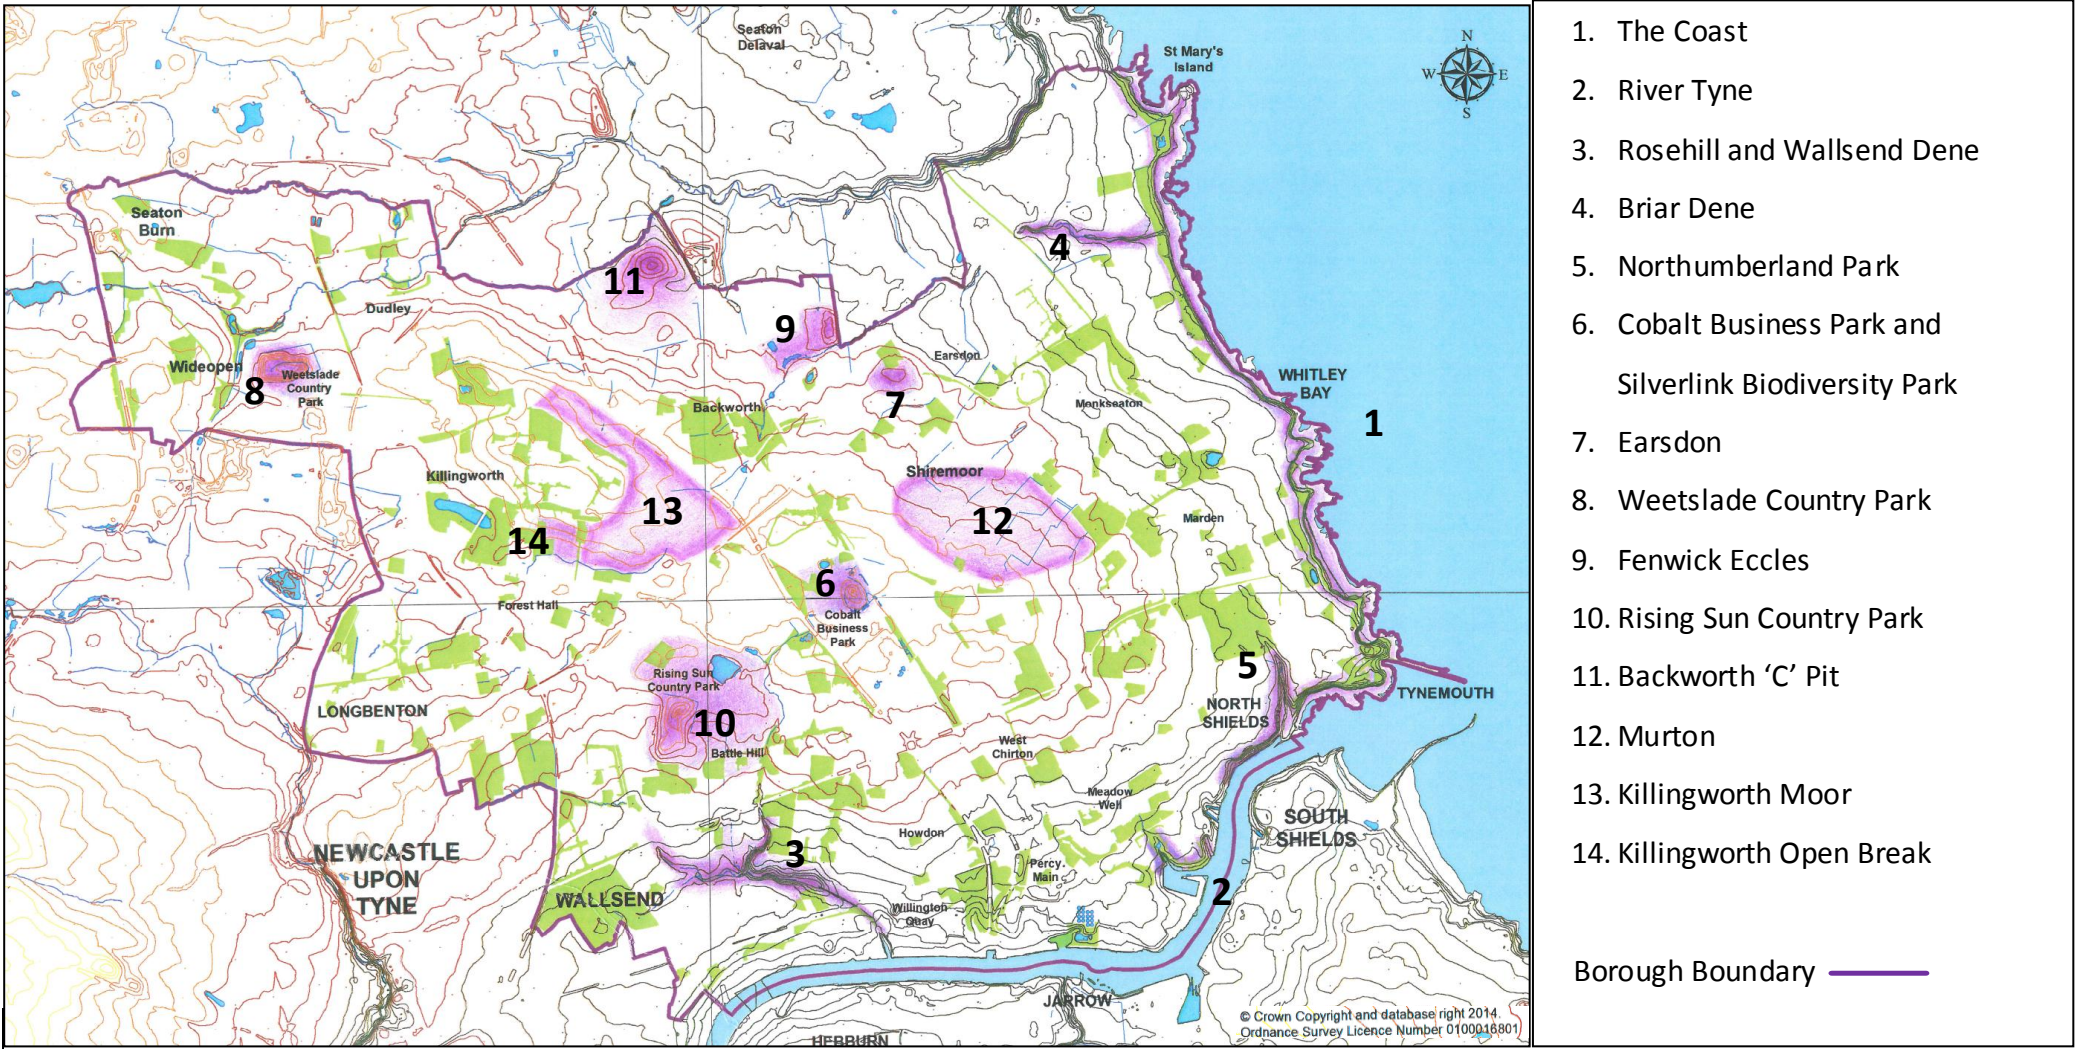 Seaton
Delaval
St Mary's
Island
N
W
E
S
Seaton
Burn
4
11
Dudley
9
Earsdon
Wideopen
8
Weetslade
Country
Park
WHITLEY
BAY
7
Backworth
Monkseaton
1
Killingworth
Shiremoor
13
12
Marden
14
6
Forest Hall
Cobalt
Business
Park
Rising Sun
Country Park
5
10
Battle Hill
LONGBENTON
NORTH
SHIELDS
TYNEMOUTH
West
Chirton
Meadow
Well
SOUTH
SHIELDS
Howdon
3
Percy
Main
NEWCASTLE
UPON
TYNE
WALLSEND
Willington
Quay
2
JARROW
HEBBURN
© Crown Copyright and database right 2014.
Ordnance Survey Licence Number 0100016801
1. The Coast
2. River Tyne
3. Rosehill and Wallsend Dene
4. Briar Dene
5. Northumberland Park
6. Cobalt Business Park and
Silverlink Biodiversity Park
7. Earsdon
8. Weetslade Country Park
9. Fenwick Eccles
10. Rising Sun Country Park
11. Backworth ‘C’ Pit
12. Murton
13. Killingworth Moor
14. Killingworth Open Break
Borough Boundary